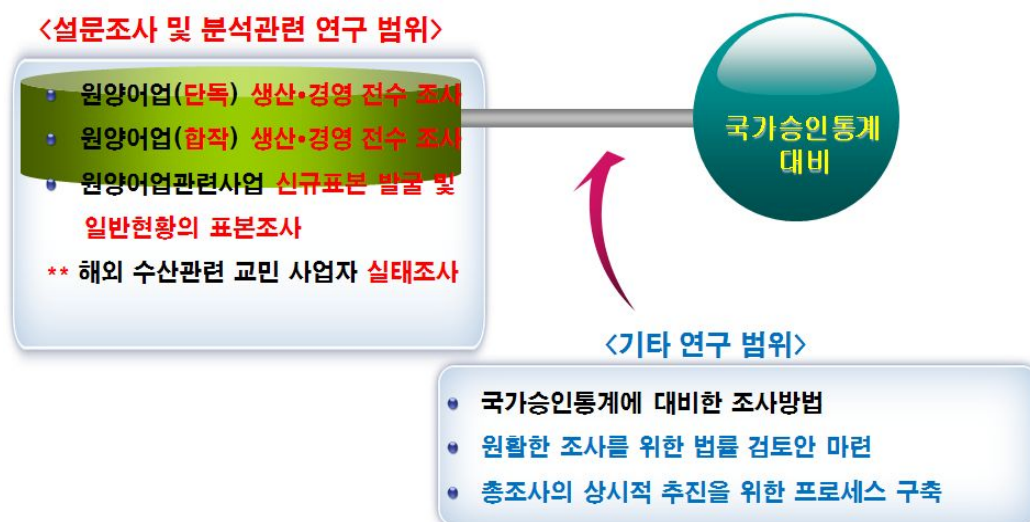 <설문조사 및 분석관련 연구 범위>
• 원양어업(단독) 생산•경영 전수 조사
• 원양어업(합작) 생산•경영 전수 조사
• 원양어업관련사업 신규표본 발굴 및
일반현황의 표본조사
** 해외 수산관련 교민 사업자 실태조사
국가승인통계
대비
<기타 연구 범위>
• 국가승인통계에 대비한 조사방법
• 원활한 조사를 위한 법률 검토안 마련
• 총조사의 상시적 추진을 위한 프로세스 구축